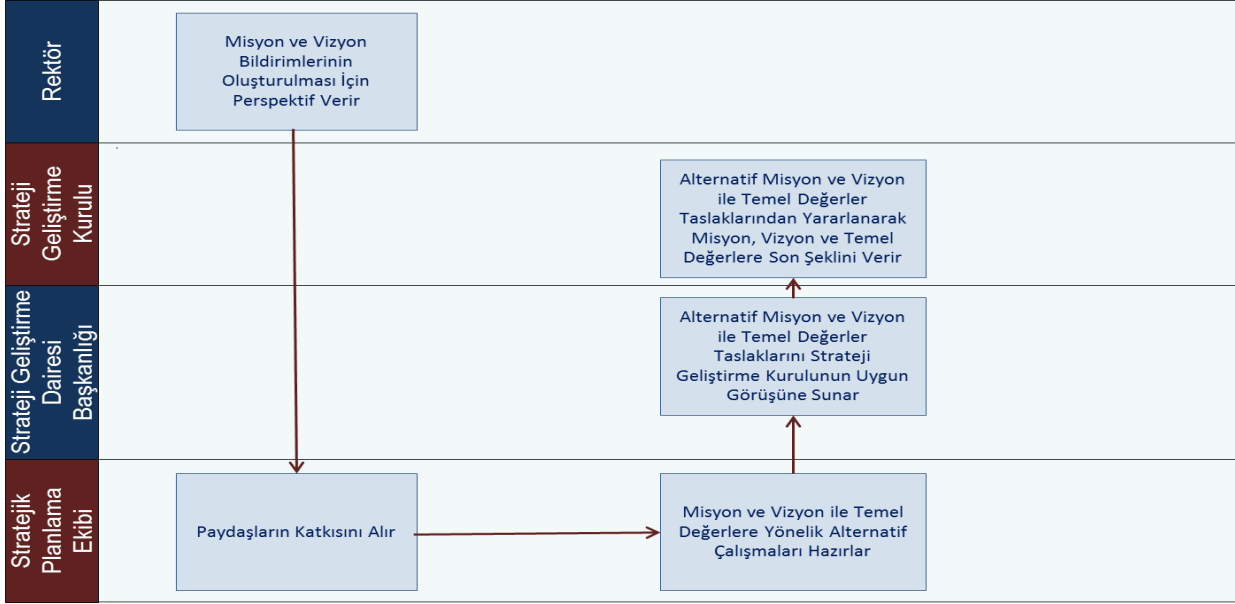 Rektör
Misyon ve Vizyon
Bildirimlerinin
Oluşturulması İçin
Perspektif Verir
Strateji
Geliştirme
Kurulu
Alternatif Misyon ve Vizyon
ile Temel Değerler
Taslaklarından Yararlanarak
Misyon, Vizyon ve Temel
Değerlere Son Şeklini Verir
Strateji Geliştirme
Dairesi
Başkanlığı
Alternatif Misyon ve Vizyon
ile Temel Değerler
Taslaklarını Strateji
Geliştirme Kurulunun Uygun
Görüşüne Sunar
Stratejik
Planlama
Ekibi
Paydaşların Katkısını Alır
Misyon ve Vizyon ile Temel
Değerlere Yönelik Alternatif
Çalışmaları Hazırlar